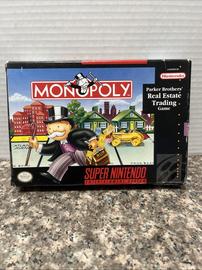 MONOPOLY
Nintendo
Parker Brothers'
Real Estate
Trading
Game
SUPER NINTENDO
ENTERTAINMENT SYSTEM